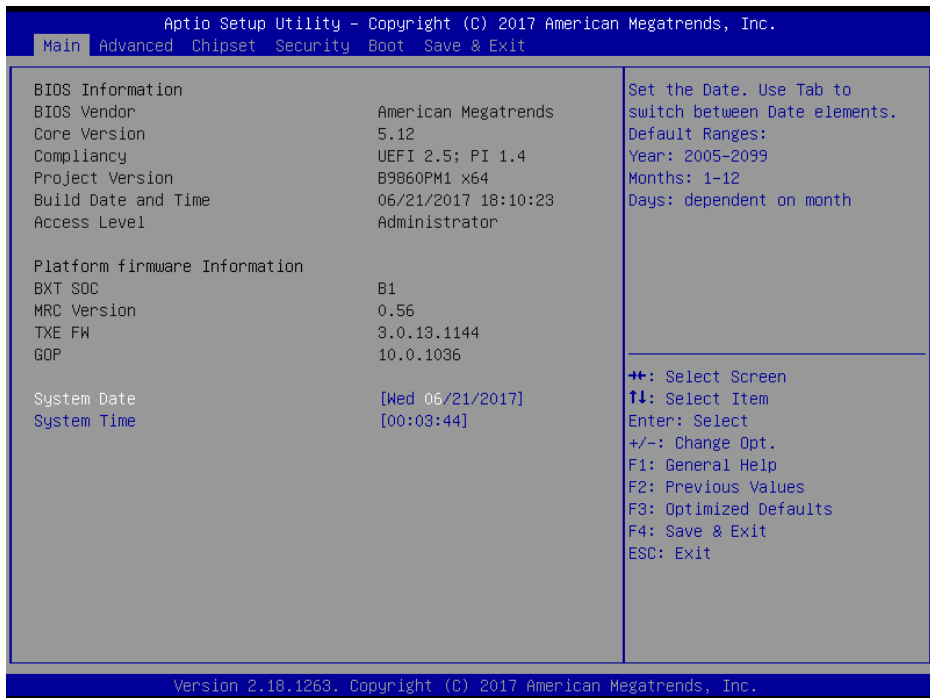 Aptio Setup Utility – Copyright (C) 2017 American Megatrends, Inc.
Main Advanced Chipset Security Boot Save & Exit
BIOS Information
BIOS Vendor American Megatrends
Core Version 5.12
Compliancy UEFI 2.5; PI 1.4
Project Version B9860PM1 x64
Build Date and Time 06/21/2017 18:10:23
Access Level Administrator
Platform firmware Information
BXT SOC B1
MRC Version 0.56
TXE FW 3.0.13.1144
GOP 10.0.1036
System Date [Wed 06/21/2017]
System Time [00:03:44]
Set the Date. Use Tab to
switch between Date elements.
Default Ranges:
Year: 2005-2099
Months: 1-12
Days: dependent on month
→←: Select Screen
↑↓: Select Item
Enter: Select
+/-: Change Opt.
F1: General Help
F2: Previous Values
F3: Optimized Defaults
F4: Save & Exit
ESC: Exit
Version 2.18.1263. Copyright (C) 2017 American Megatrends, Inc.